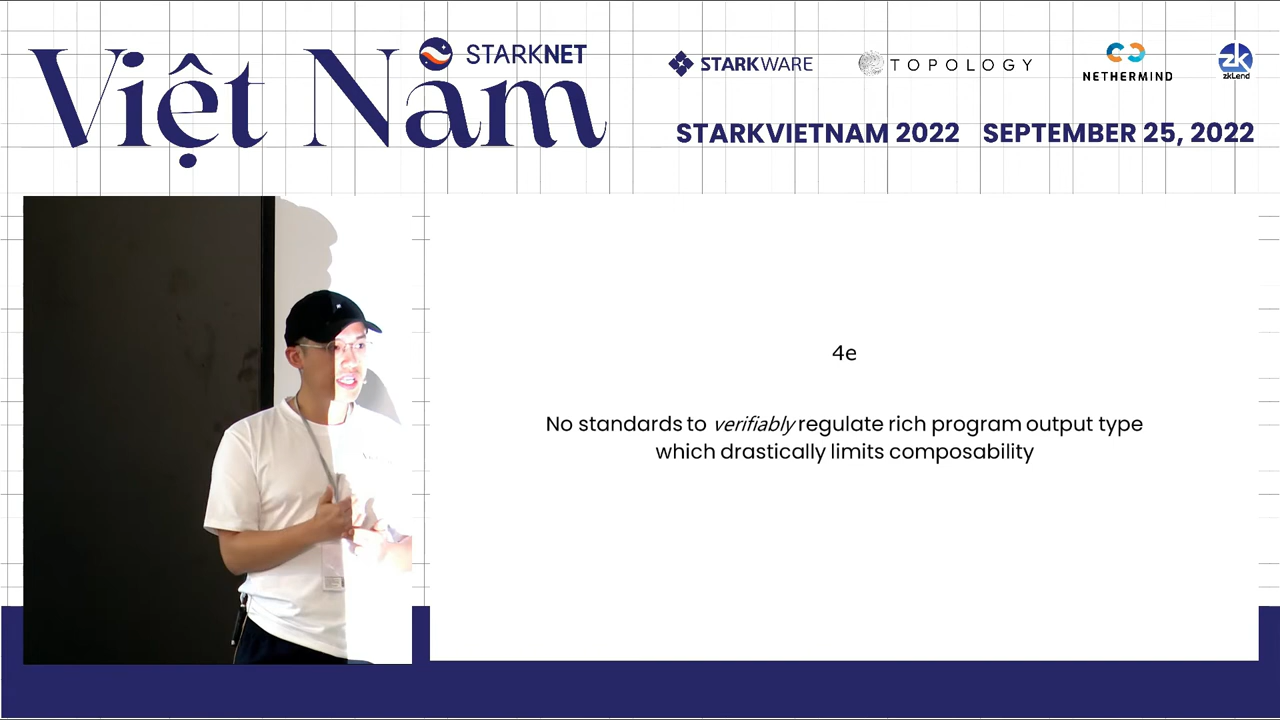 Việt Nam
STARKNET
STARKWARE
TOPOLOGY
NETHERMIND
zk
zkLend
STARKVIETNAM 2022 SEPTEMBER 25, 2022
4e
No standards to verifiably regulate rich program output type
which drastically limits composability